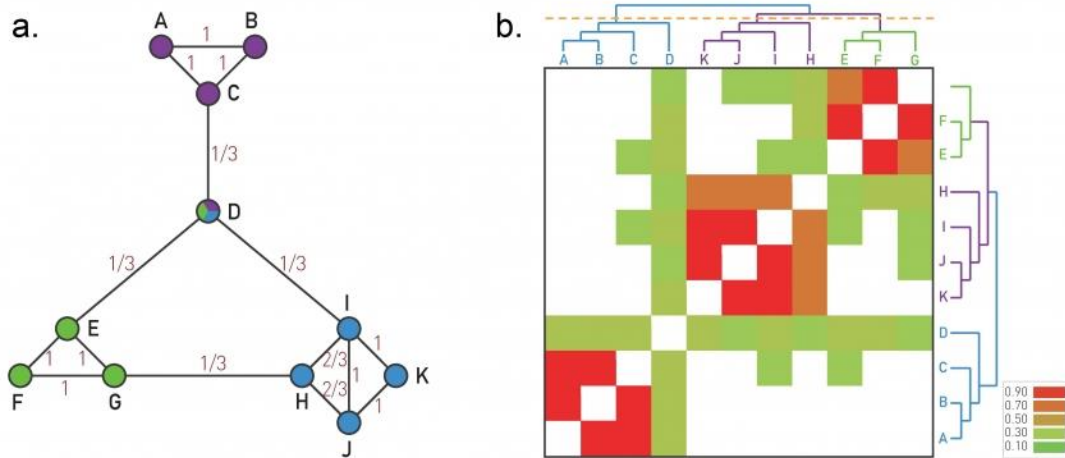 a.
A
B
1
1
1
C
1/3
D
1/3
1/3
E
I
1
1
1
2/3
1
1/3
2/3
1
1
F
G
H
K
J
b.
A B C D K J I H E F G
F
E
H
I
J
K
D
C
B
A
0.90
0.70
0.50
0.30
0.10